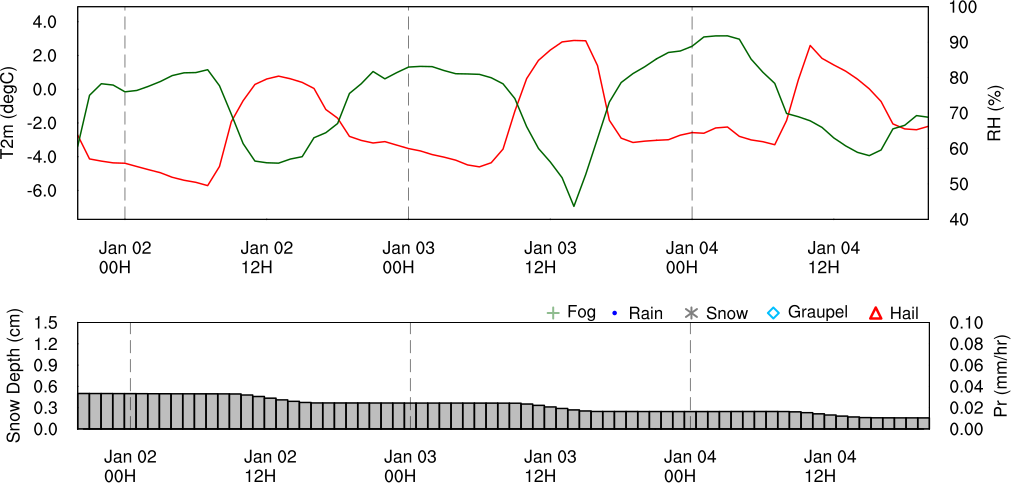 T2m (degC)
4.0
2.0
0.0
-2.0
-4.0
-6.0
100
90
80
70
60
50
40
RH (%)
Jan 02 Jan 02 Jan 03 Jan 03 Jan 04 Jan 04
00H 12H 00H 12H 00H 12H
Fog Rain Snow Graupel Hail
Snow Depth (cm)
1.5
1.2
0.9
0.6
0.3
0.0
0.10
0.08
0.06
0.04
0.02
0.00
Pr (mm/hr)
Jan 02 Jan 02 Jan 03 Jan 03 Jan 04 Jan 04
00H 12H 00H 12H 00H 12H